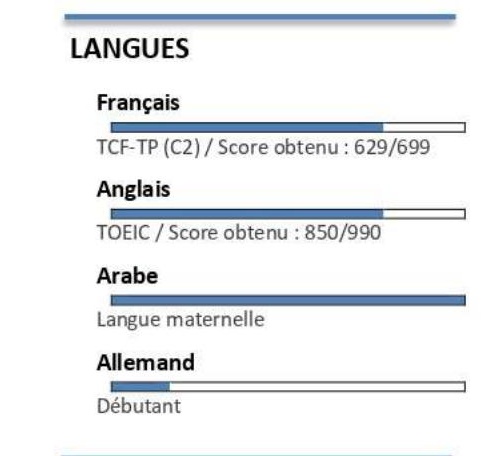 LANGUES
Français
TCF-TP (C2) / Score obtenu : 629/699
Anglais
TOEIC / Score obtenu : 850/990
Arabe
Langue maternelle
Allemand
Débutant